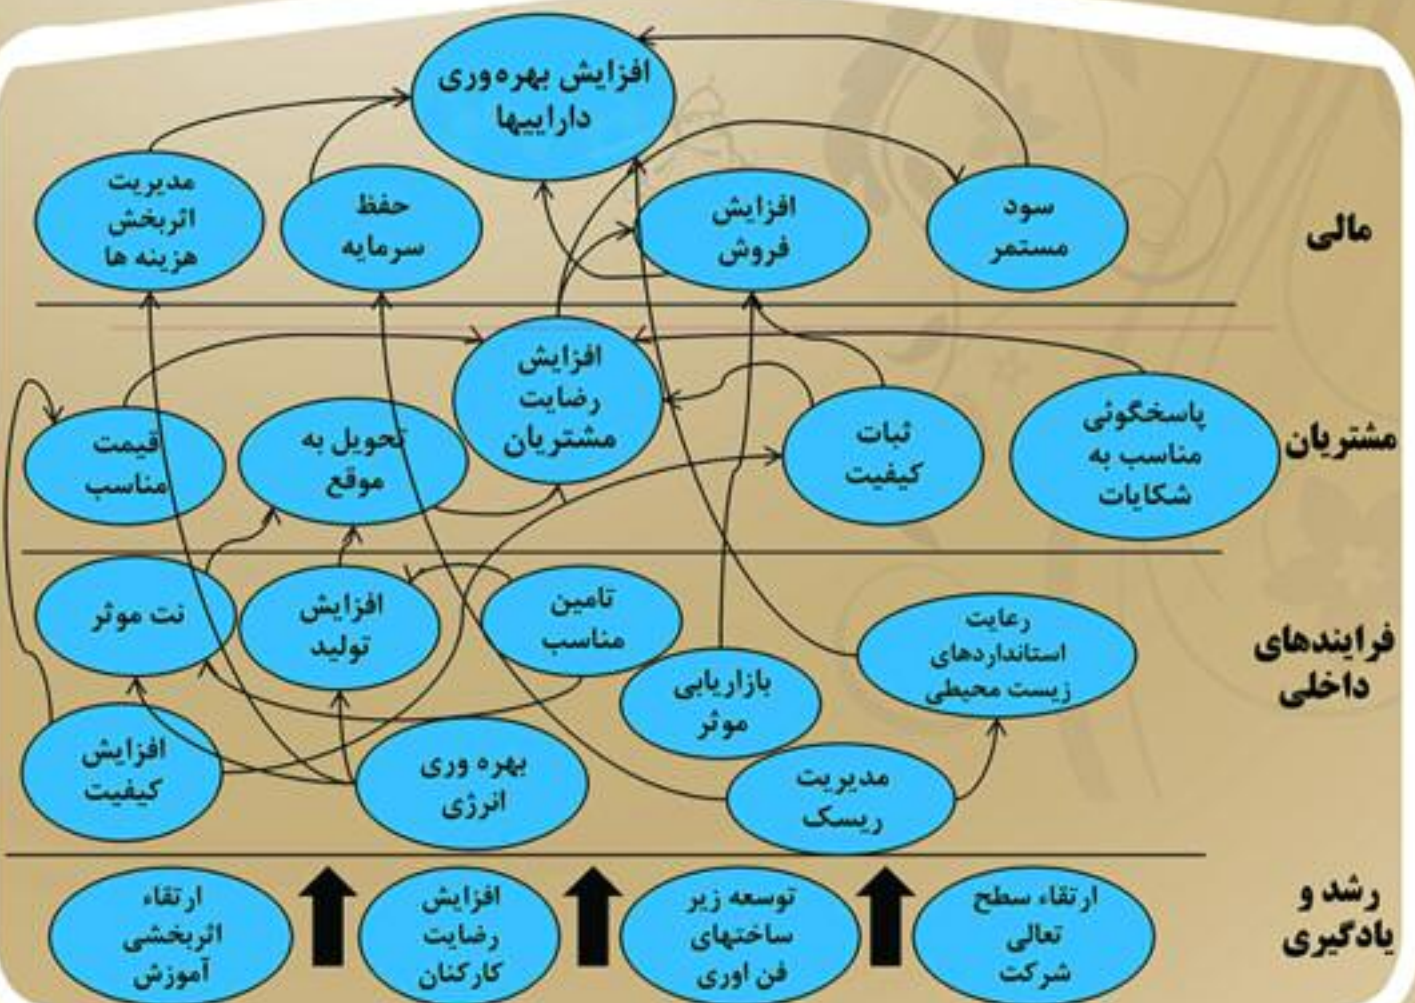 افزایش بهره‌وری
داراییها
مالی
سود
مستمر
افزایش
فروش
حفظ
سرمایه
مدیریت
اثربخش
هزینه ها
مشتریان
پاسخگوئی
مناسب به
شکایات
ثبات
کیفیت
افزایش
رضایت
مشتریان
تحویل به
موقع
قیمت
مناسب
فرایندهای
داخلی
رعایت
استانداردهای
زیست محیطی
تامین
مناسب
افزایش
تولید
نت موثر
بازاریابی
موثر
مدیریت
ریسک
بهره وری
انرژی
افزایش
کیفیت
رشد و
یادگیری
ارتقاء سطح
تعالی
شرکت
توسعه زیر
ساختهای
فن اوری
افزایش
رضایت
کارکنان
ارتقاء
اثربخشی
آموزش